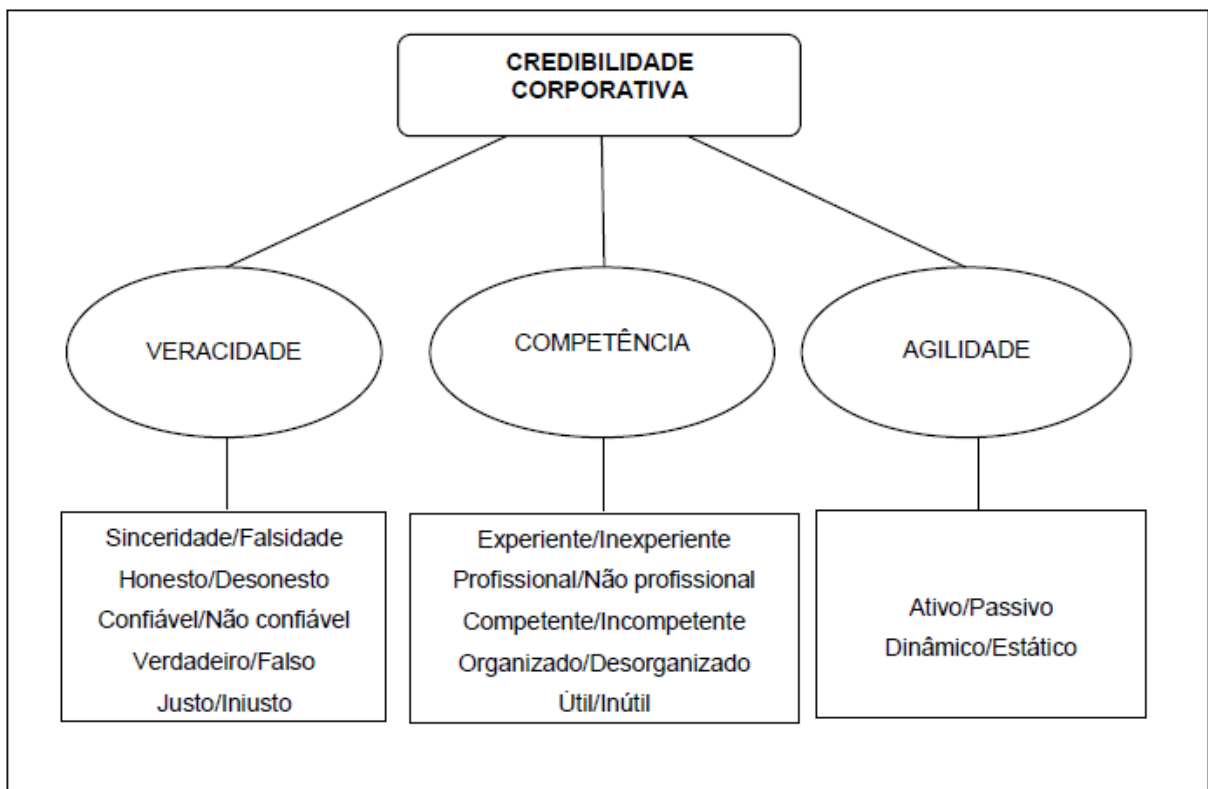 CREDIBILIDADE
CORPORATIVA
VERACIDADE
COMPETÊNCIA
AGILIDADE
Sinceridade/Falsidade
Honesto/Desonesto
Confiável/Não confiável
Verdadeiro/Falso
Justo/Iniusto
Experiente/Inexperiente
Profissional/Não profissional
Competente/Incompetente
Organizado/Desorganizado
Útil/Inútil
Ativo/Passivo
Dinâmico/Estático